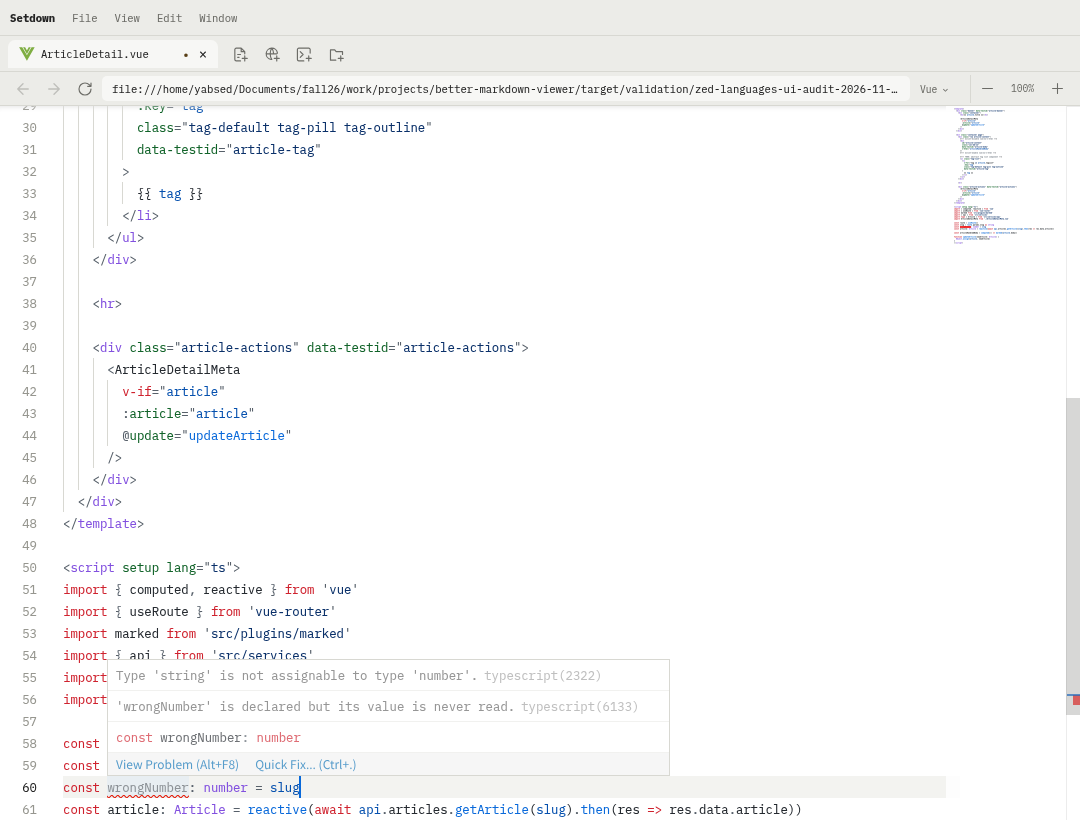 Setdown File View Edit Window
ArticleDetail.vue
file:///home/yabsed/Documents/fall26/work/projects/better-markdown-viewer/target/validation/zed-languages-ui-audit-2026-11-… Vue 100%
29 :key="tag"
30 class="tag-default tag-pill tag-outline"
31 data-testid="article-tag"
32 >
33 {{ tag }}
34 </li>
35 </ul>
36 </div>
37
38 <hr>
39
40 <div class="article-actions" data-testid="article-actions">
41 <ArticleDetailMeta
42 v-if="article"
43 :article="article"
44 @update="updateArticle"
45 />
46 </div>
47 </div>
48 </template>
49
50 <script setup lang="ts">
51 import { computed, reactive } from 'vue'
52 import { useRoute } from 'vue-router'
53 import marked from 'src/plugins/marked'
54 import { api } from 'src/services'
55 import
56 import
57
58 const
59 const
Type 'string' is not assignable to type 'number'. typescript(2322)
'wrongNumber' is declared but its value is never read. typescript(6133)
const wrongNumber: number
View Problem (Alt+F8) Quick Fix... (Ctrl+.)
60 const wrongNumber: number = slug
61 const article: Article = reactive(await api.articles.getArticle(slug).then(res => res.data.article))